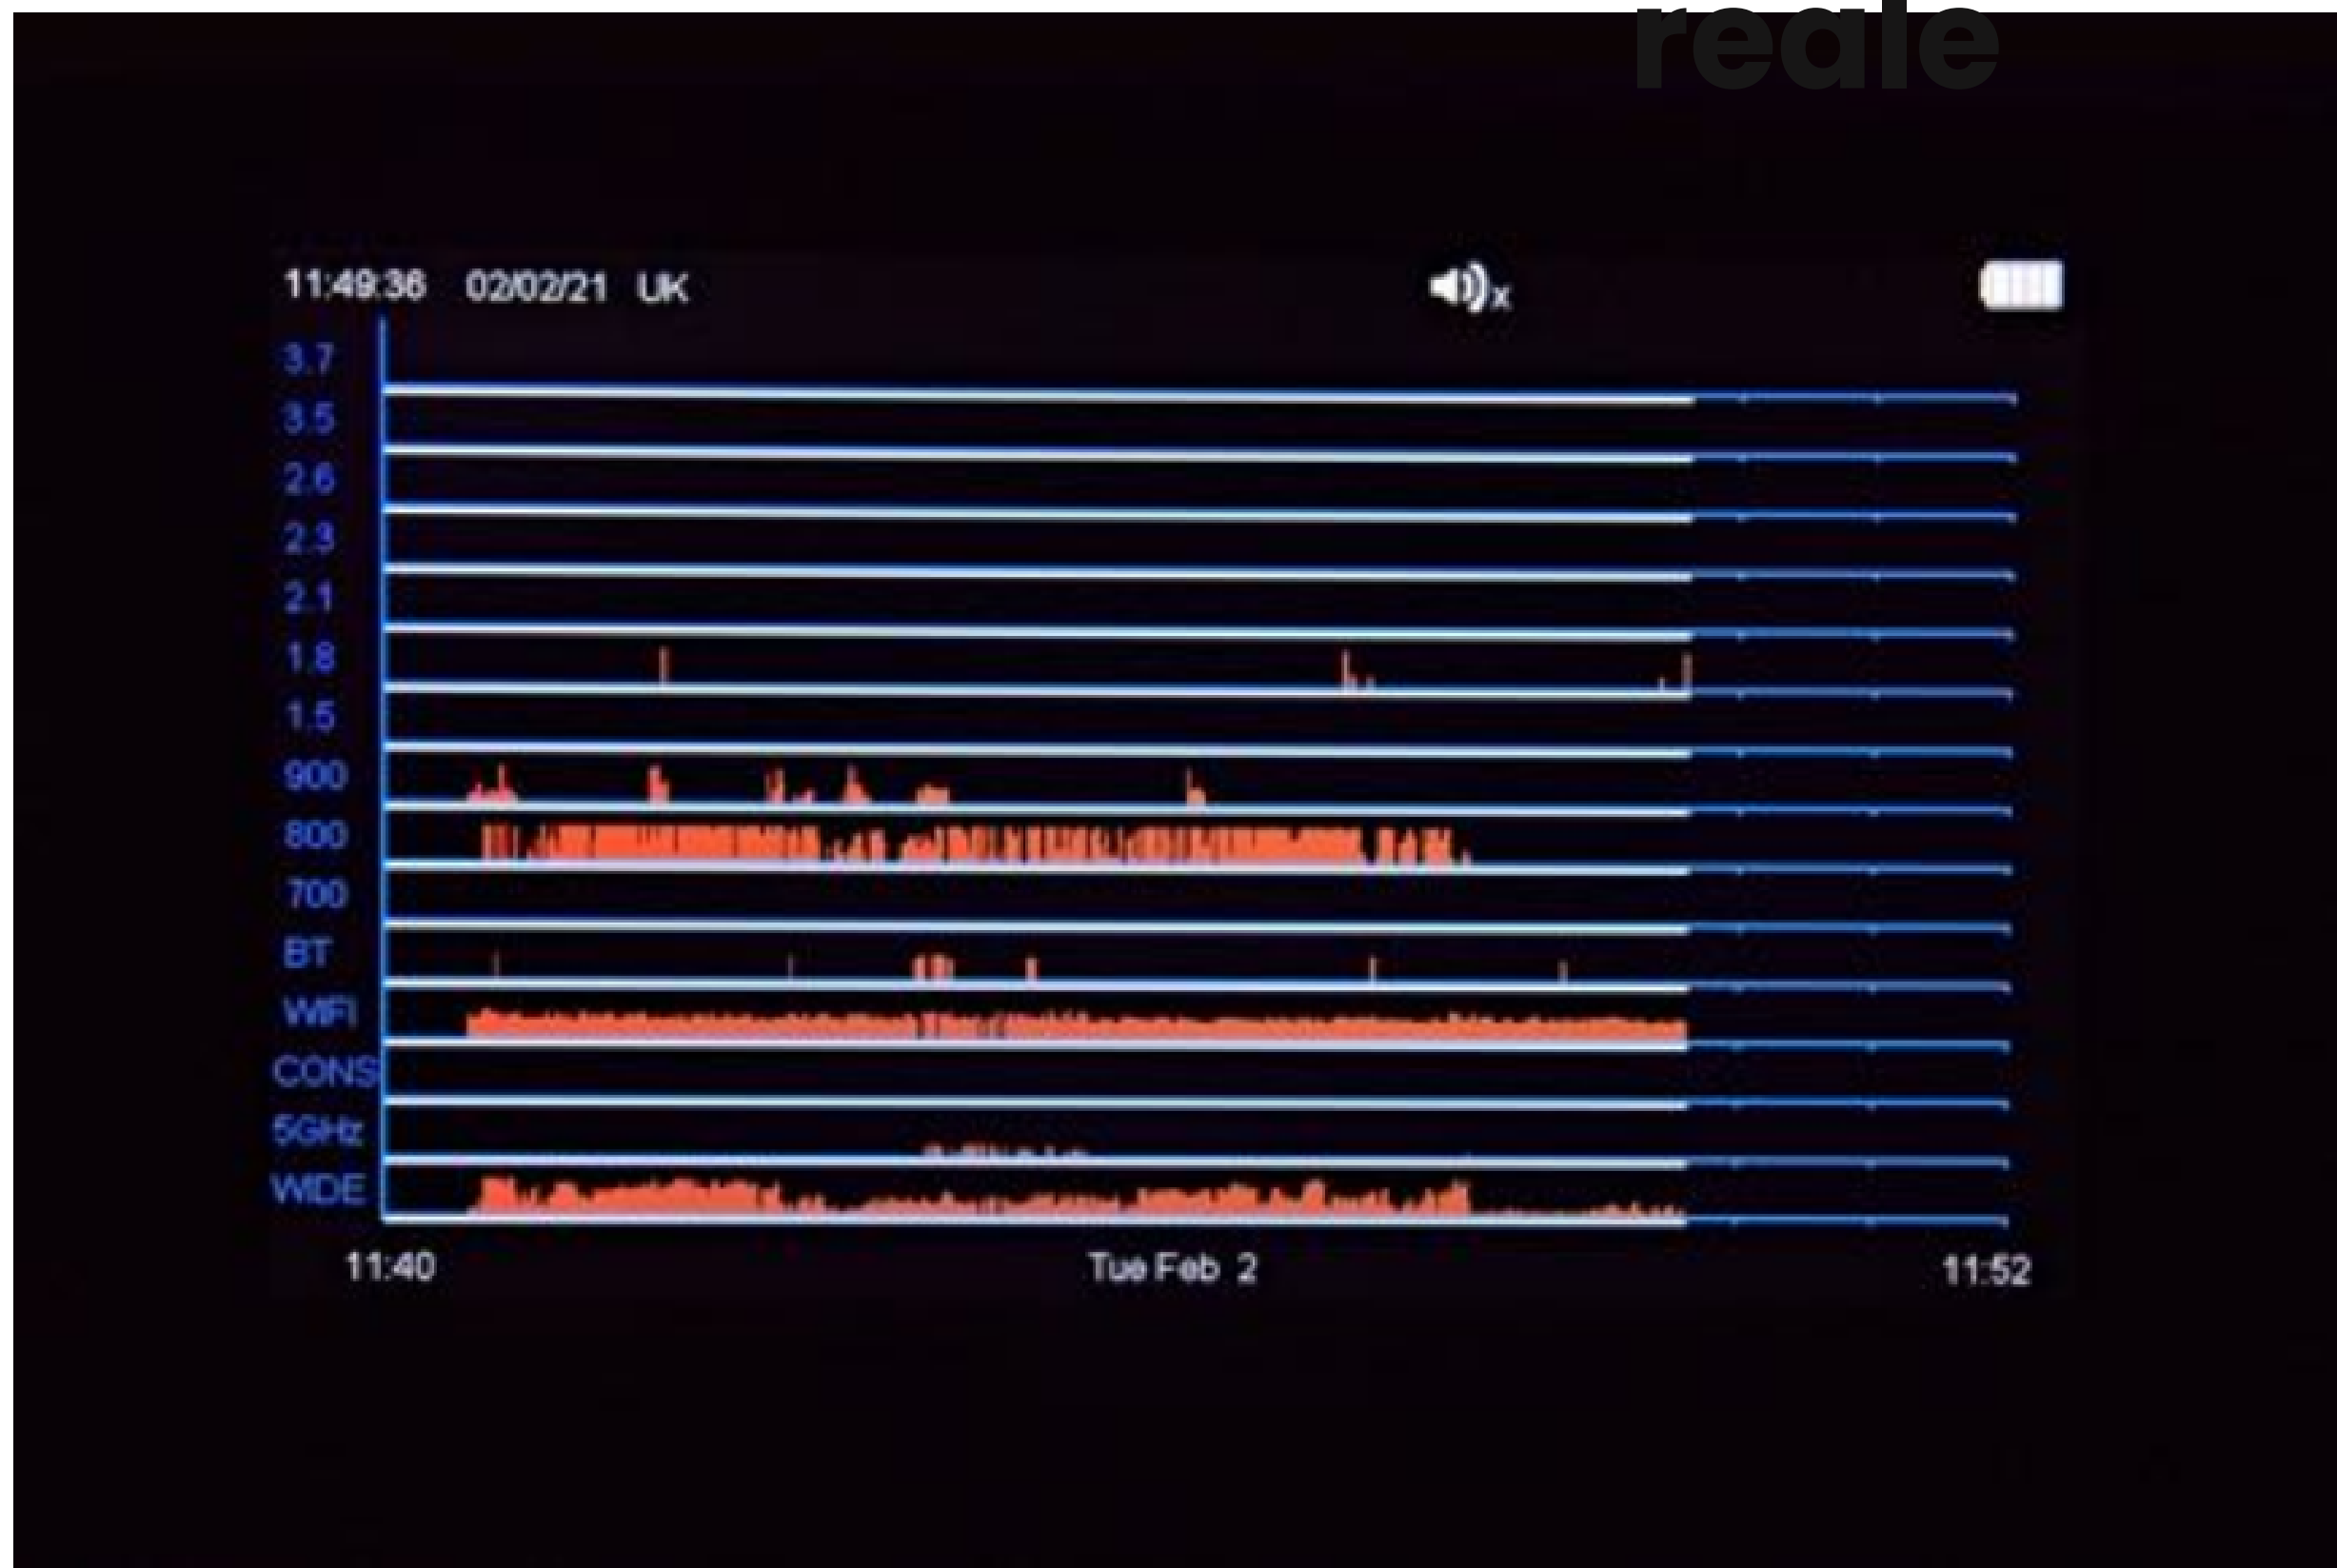 reale
11:49:36 02/02/21 UK
x
3.7
3.5
2.6
2.3
2.1
1.8
1.5
900
800
700
BT
WIFI
CONS
5GHz
WIDE
11:40 Tue Feb 2 11:52